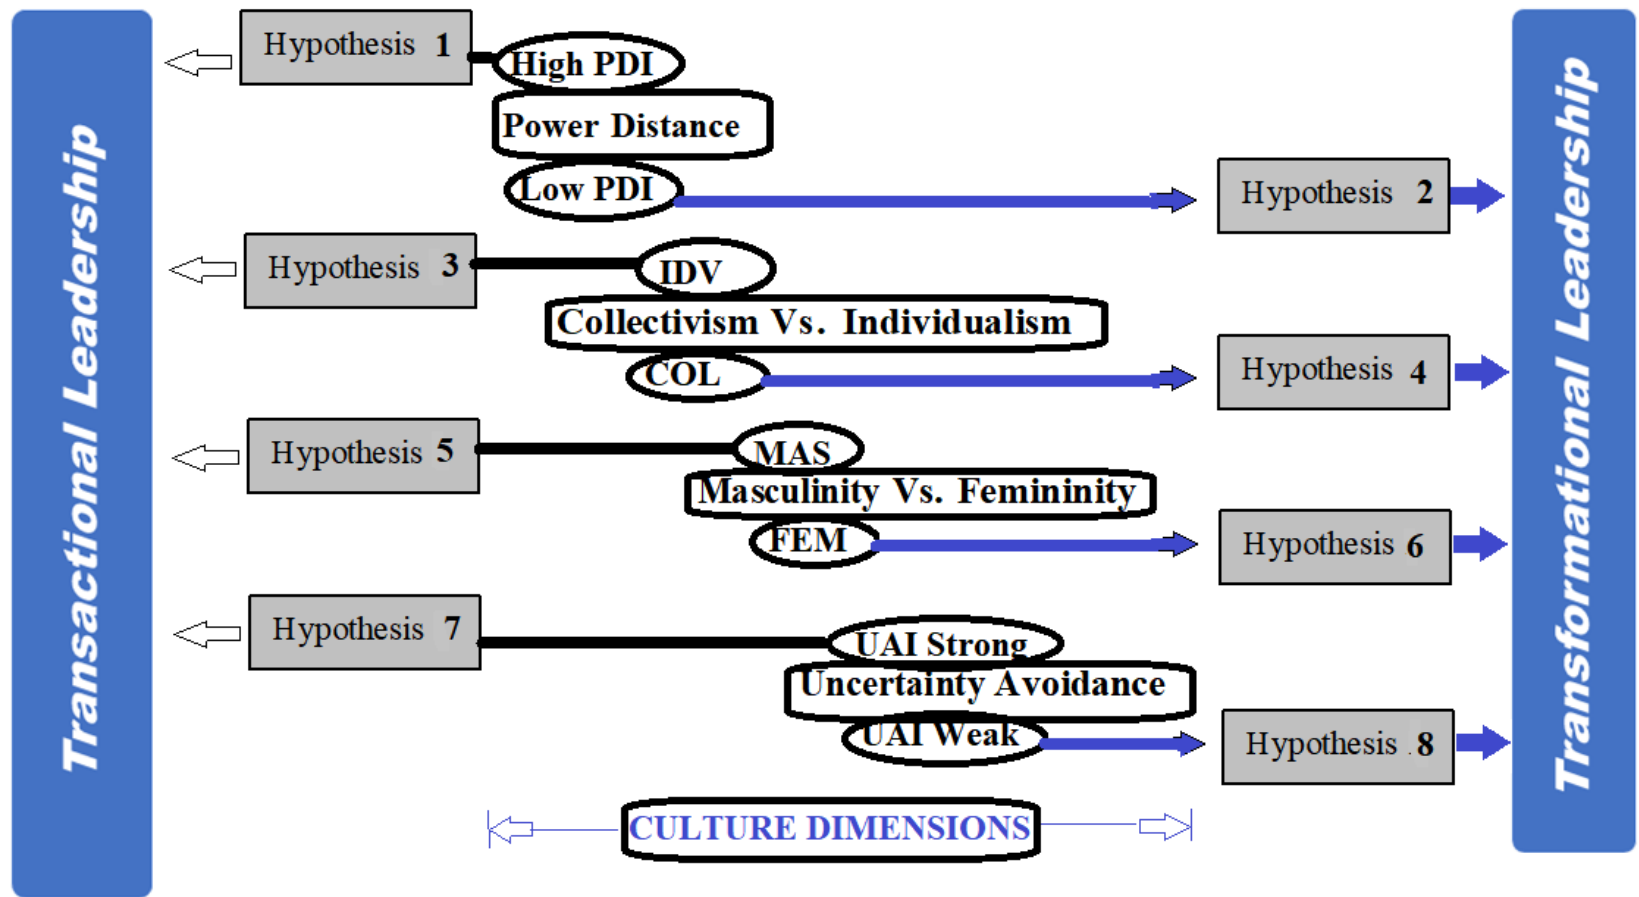 Transactional Leadership
Hypothesis 1
High PDI
Power Distance
Low PDI
Hypothesis 2
Hypothesis 3
IDV
Collectivism Vs. Individualism
COL
Hypothesis 4
Hypothesis 5
MAS
Masculinity Vs. Femininity
FEM
Hypothesis 6
Hypothesis 7
UAI Strong
Uncertainty Avoidance
UAI Weak
Hypothesis .8
CULTURE DIMENSIONS
Transformational Leadership